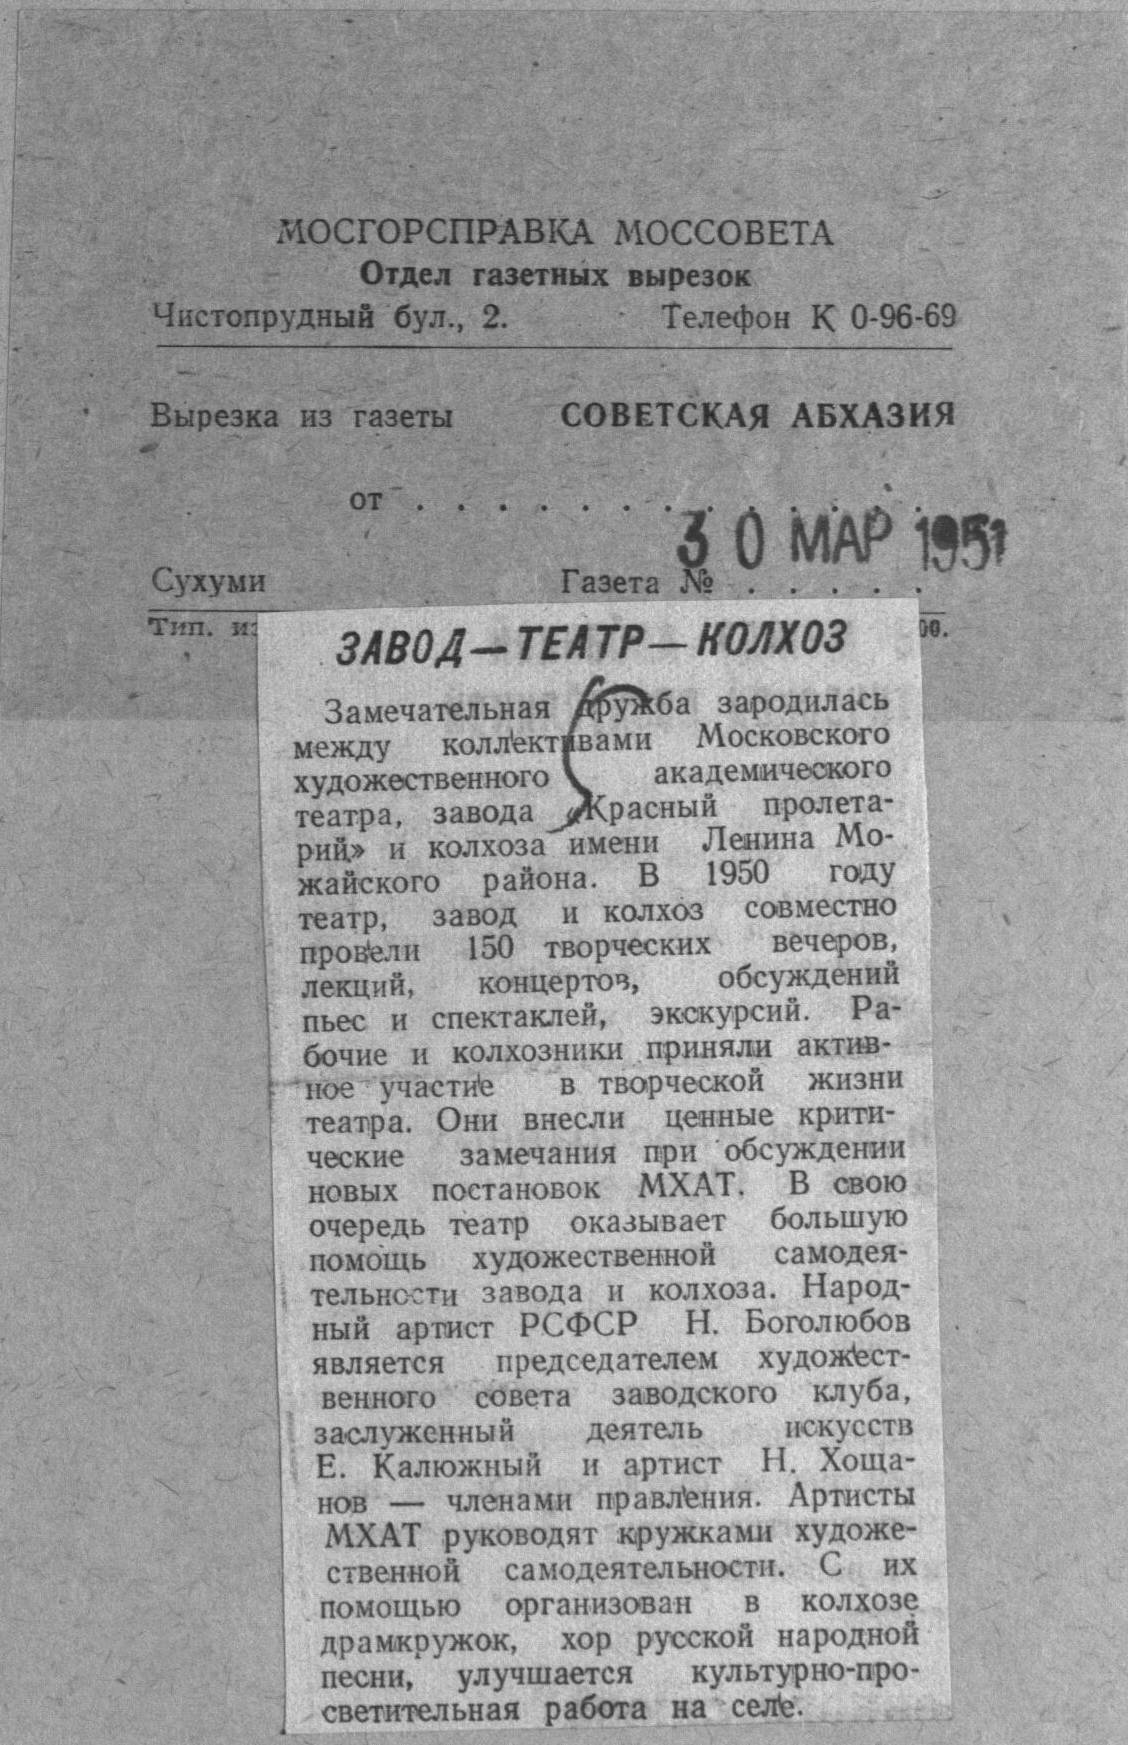 МОСГОРСПРАВКА МОССОВЕТА
Отдел газетных вырезок
Чистопрудный бул., 2. Телефон К 0-96-69
Вырезка из газеты СОВЕТСКАЯ АБХАЗИЯ
от . . . . . . . . . . . . .
30 МАР 1951
Сухуми Газета № . . . . .
Тип. из 00.
ЗАВОД — ТЕАТР — КОЛХОЗ
Замечательная дружба зародилась
между коллективами Московского
художественного академического
театра, завода «Красный пролета-
рий» и колхоза имени Ленина Мо-
жайского района. В 1950 году
театр, завод и колхоз совместно
провели 150 творческих вечеров,
лекций, концертов, обсуждений
пьес и спектаклей, экскурсий. Ра-
бочие и колхозники приняли актив-
ное участие в творческой жизни
театра. Они внесли ценные крити-
ческие замечания при обсуждении
новых постановок МХАТ. В свою
очередь театр оказывает большую
помощь художественной самодея-
тельности завода и колхоза. Народ-
ный артист РСФСР Н. Боголюбов
является председателем художест-
венного совета заводского клуба,
заслуженный деятель искусств
Е. Калюжный и артист Н. Хоща-
нов — членами правления. Артисты
МХАТ руководят кружками художе-
ственной самодеятельности. С их
помощью организован в колхозе
драмкружок, хор русской народной
песни, улучшается культурно-про-
светительная работа на селе.